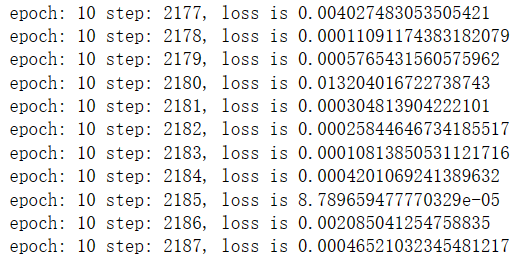 epoch: 10 step: 2177, loss is 0.004027483053505421
epoch: 10 step: 2178, loss is 0.00011091174383182079
epoch: 10 step: 2179, loss is 0.0005765431560575962
epoch: 10 step: 2180, loss is 0.013204016722738743
epoch: 10 step: 2181, loss is 0.000304813904222101
epoch: 10 step: 2182, loss is 0.00025844646734185517
epoch: 10 step: 2183, loss is 0.00010813850531121716
epoch: 10 step: 2184, loss is 0.0004201069241389632
epoch: 10 step: 2185, loss is 8.789659477770329e-05
epoch: 10 step: 2186, loss is 0.002085041254758835
epoch: 10 step: 2187, loss is 0.00046521032345481217